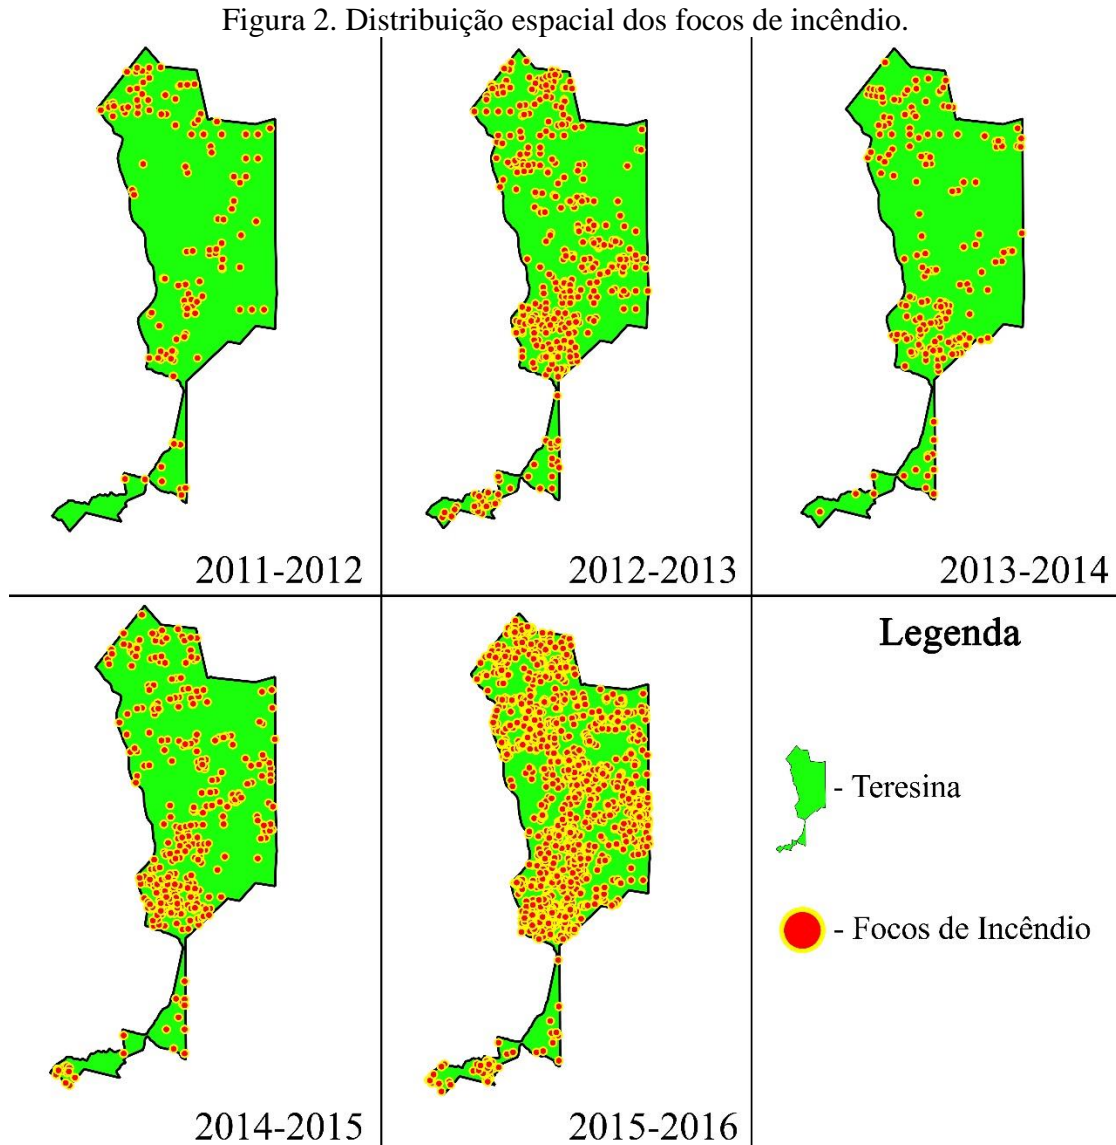 Figura 2. Distribuição espacial dos focos de incêndio.
2011-2012
2012-2013
2013-2014
2014-2015
2015-2016
Legenda
- Teresina
- Focos de Incêndio